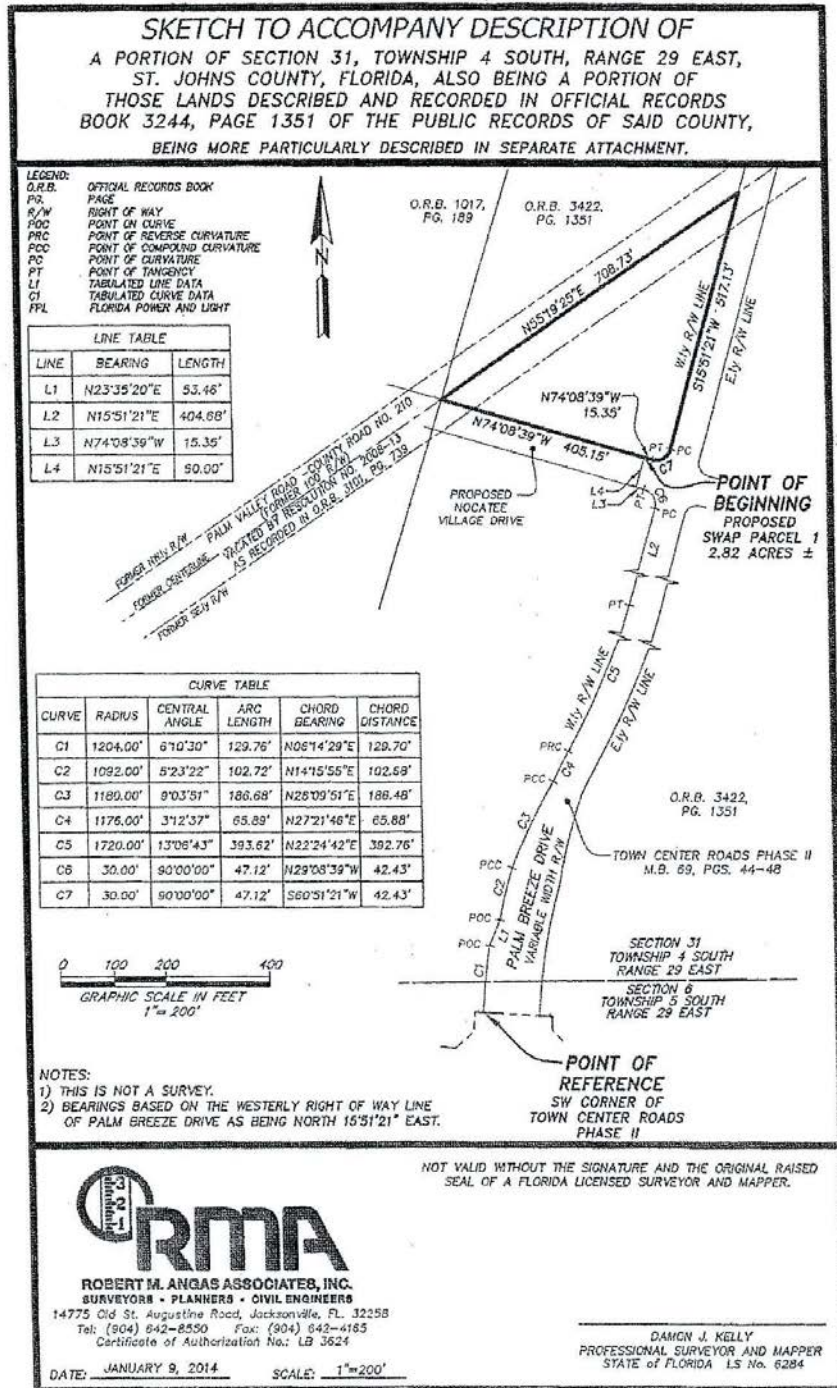 SKETCH TO ACCOMPANY DESCRIPTION OF
A PORTION OF SECTION 31, TOWNSHIP 4 SOUTH, RANGE 29 EAST,
ST. JOHNS COUNTY, FLORIDA, ALSO BEING A PORTION OF
THOSE LANDS DESCRIBED AND RECORDED IN OFFICIAL RECORDS
BOOK 3244, PAGE 1351 OF THE PUBLIC RECORDS OF SAID COUNTY,
BEING MORE PARTICULARLY DESCRIBED IN SEPARATE ATTACHMENT.
LEGEND:
O.R.B. OFFICIAL RECORDS BOOK
PG. PAGE
R/W RIGHT OF WAY
POC POINT ON CURVE
PRC POINT OF REVERSE CURVATURE
PCC POINT OF COMPOUND CURVATURE
PC POINT OF CURVATURE
PT POINT OF TANGENCY
L1 TABULATED LINE DATA
C1 TABULATED CURVE DATA
FPL FLORIDA POWER AND LIGHT
N
O.R.B. 1017,
PG. 189
O.R.B. 3422,
PG. 1351
LINE TABLE
LINE BEARING LENGTH
L1 N23°35'20"E 53.46'
L2 N15°51'21"E 404.68'
L3 N74°08'39"W 15.35'
L4 N15°51'21"E 90.00'
N55°19'25"E 708.73'
W.ly R/W LINE
S15°51'21"W 517.13'
E.ly R/W LINE
N74°08'39"W
15.35'
N74°08'39"W 405.15'
PT
PC
C7
L4
L3
PT
C6
PC
L2
PT
POINT OF
BEGINNING
PROPOSED
SWAP PARCEL 1
2.82 ACRES ±
PROPOSED
NOCATEE
VILLAGE DRIVE
PALM VALLEY ROAD - COUNTY ROAD NO. 210
(FORMER 100' R/W)
VACATED BY RESOLUTION NO. 2008-13
AS RECORDED IN O.R.B. 3101, PG. 739
FORMER NW.ly R/W
FORMER CENTERLINE
FORMER SE.ly R/W
CURVE TABLE
CURVE RADIUS CENTRAL ANGLE ARC LENGTH CHORD BEARING CHORD DISTANCE
C1 1204.00' 6°10'30" 129.76' N06°14'29"E 129.70'
C2 1092.00' 5°23'22" 102.72' N14°15'55"E 102.68'
C3 1180.00' 9°03'51" 186.68' N26°09'51"E 186.48'
C4 1176.00' 3°12'37" 65.89' N27°21'46"E 65.88'
C5 1720.00' 13°06'43" 393.62' N22°24'42"E 392.76'
C6 30.00' 90°00'00" 47.12' N29°08'39"W 42.43'
C7 30.00' 90°00'00" 47.12' S60°51'21"W 42.43'
W.ly R/W LINE
C5
E.ly R/W LINE
PRC
C4
PCC
C3
PCC
C2
POC
L1
POC
C1
PALM BREEZE DRIVE
VARIABLE WIDTH R/W
O.R.B. 3422,
PG. 1351
TOWN CENTER ROADS PHASE II
M.B. 69, PGS. 44-48
SECTION 31
TOWNSHIP 4 SOUTH
RANGE 29 EAST
SECTION 6
TOWNSHIP 5 SOUTH
RANGE 29 EAST
0 100 200 400
GRAPHIC SCALE IN FEET
1"= 200'
POINT OF
REFERENCE
SW CORNER OF
TOWN CENTER ROADS
PHASE II
NOTES:
1) THIS IS NOT A SURVEY.
2) BEARINGS BASED ON THE WESTERLY RIGHT OF WAY LINE
OF PALM BREEZE DRIVE AS BEING NORTH 15°51'21" EAST.
NOT VALID WITHOUT THE SIGNATURE AND THE ORIGINAL RAISED
SEAL OF A FLORIDA LICENSED SURVEYOR AND MAPPER.
3
2
1
RMA
ROBERT M. ANGAS ASSOCIATES, INC.
SURVEYORS • PLANNERS • CIVIL ENGINEERS
14775 Old St. Augustine Road, Jacksonville, FL. 32258
Tel: (904) 642-8550 Fax: (904) 642-4165
Certificate of Authorization No.: LB 3624
DATE: JANUARY 9, 2014 SCALE: 1"=200'
DAMON J. KELLY
PROFESSIONAL SURVEYOR AND MAPPER
STATE of FLORIDA LS No. 6284